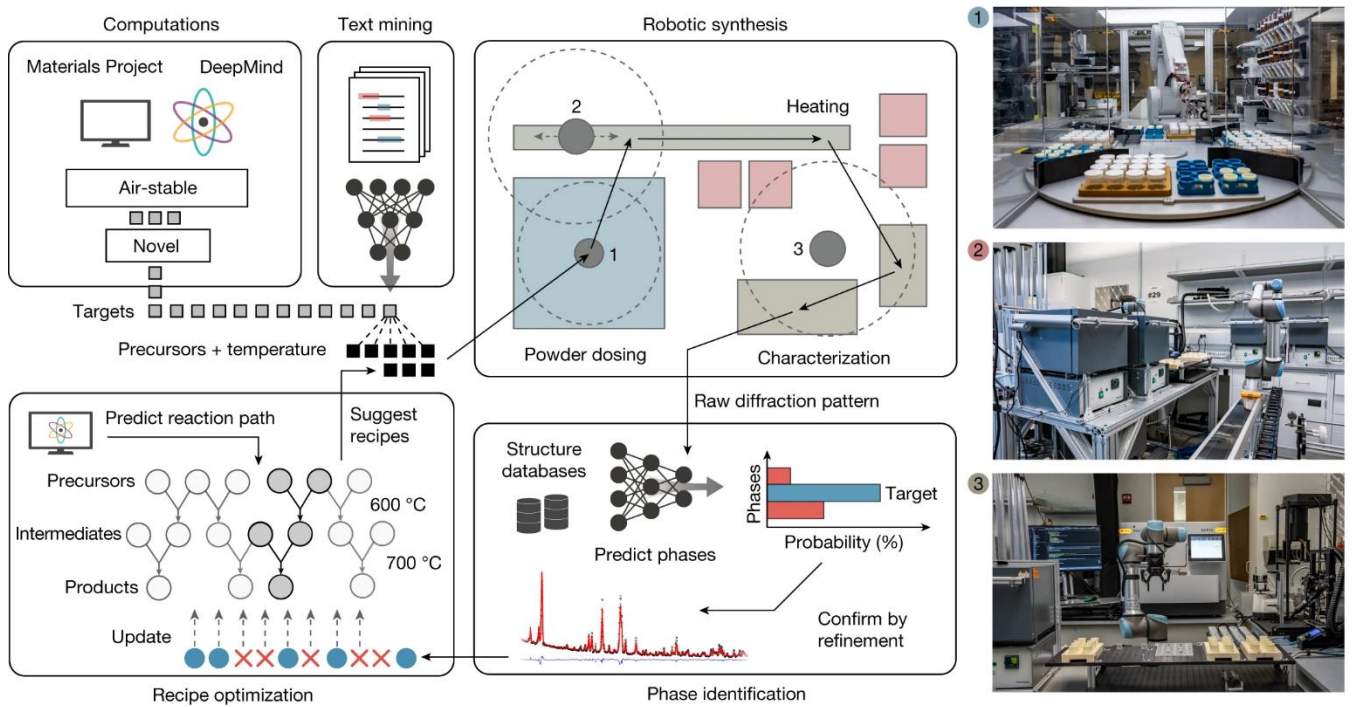 Computations
Materials Project
DeepMind
Air-stable
Novel
Targets
Text mining
Precursors + temperature
Robotic synthesis
2
Heating
1
3
Powder dosing
Characterization
Raw diffraction pattern
Predict reaction path
Suggest
recipes
Precursors
600 °C
Intermediates
700 °C
Products
Update
Recipe optimization
Structure
databases
Predict phases
Phases
Target
Probability (%)
Confirm by
refinement
Phase identification
1
2
#29
3